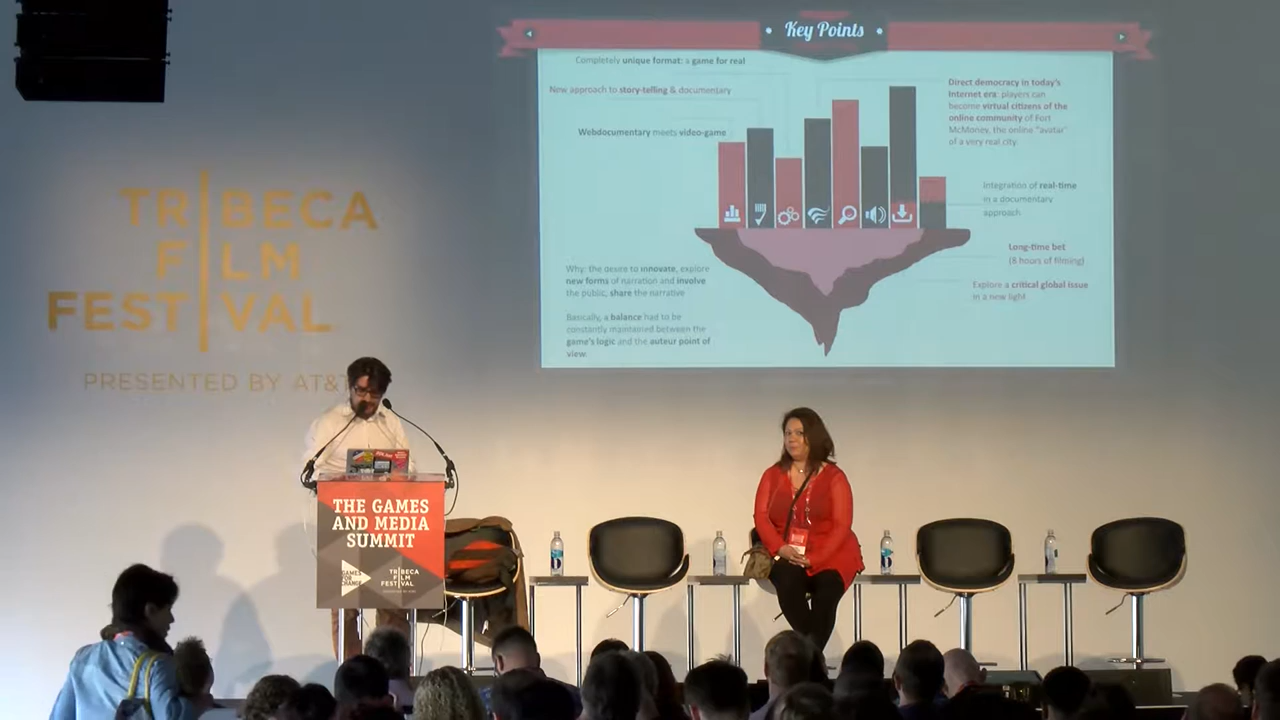 Key Points
Completely unique format: a game for real
New approach to story-telling & documentary
Webdocumentary meets video-game
Direct democracy in today's
Internet era: players can
become virtual citizens of the
online community of Fort
McMoney, the online "avatar"
of a very real city.
Integration of real-time
in a documentary
approach
Long-time bet
(8 hours of filming)
Explore a critical global issue
in a new light
Why: the desire to innovate, explore
new forms of narration and involve
the public, share the narrative
Basically, a balance had to be
constantly maintained between the
game's logic and the auteur point of
view.
TRIBECA
FILM
FESTIVAL
PRESENTED BY AT&T
THE GAMES
AND MEDIA
SUMMIT
GAMES
FOR
CHANGE
TRIBECA
FILM
FESTIVAL